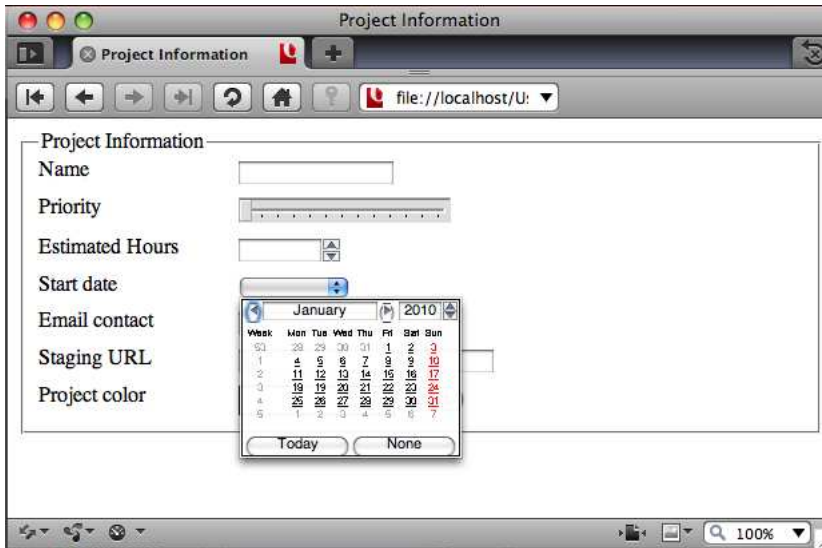 Project Information
Project Information
file://localhost/U:
Project Information
Name
Priority
Estimated Hours
Start date
January 2010
Week Mon Tue Wed Thu Fri Sat Sun
53 28 29 30 31 1 2 3
1 4 5 6 7 8 9 10
2 11 12 13 14 15 16 17
3 18 19 20 21 22 23 24
4 25 26 27 28 29 30 31
5 1 2 3 4 5 6 7
Today None
Email contact
Staging URL
Project color
100%